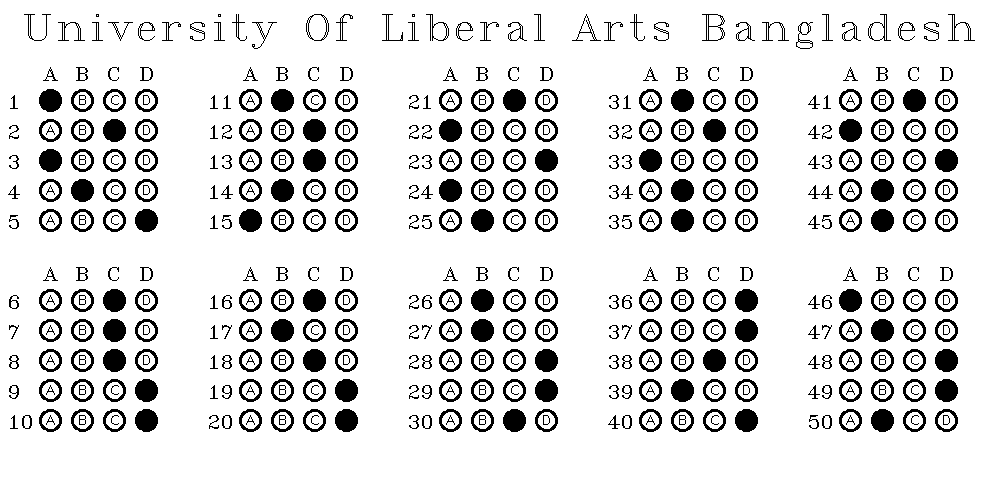 University Of Liberal Arts Bangladesh
A B C D A B C D A B C D A B C D A B C D
1 B C D 11 A C D 21 A B D 31 A C D 41 A B D
2 A B D 12 A B D 22 B C D 32 A B D 42 B C D
3 B C D 13 A B D 23 A B C 33 B C D 43 A B C
4 A C D 14 A C D 24 B C D 34 A C D 44 A C D
5 A B C 15 B C D 25 A C D 35 A C D 45 A C D
A B C D A B C D A B C D A B C D A B C D
6 A B D 16 A B D 26 A C D 36 A B C 46 B C D
7 A B D 17 A C D 27 A C D 37 A B C 47 A C D
8 A B D 18 A B D 28 A B C 38 A B D 48 A B C
9 A B C 19 A B C 29 A B C 39 A C D 49 A B C
10 A B C 20 A B C 30 A B D 40 A B C 50 A C D